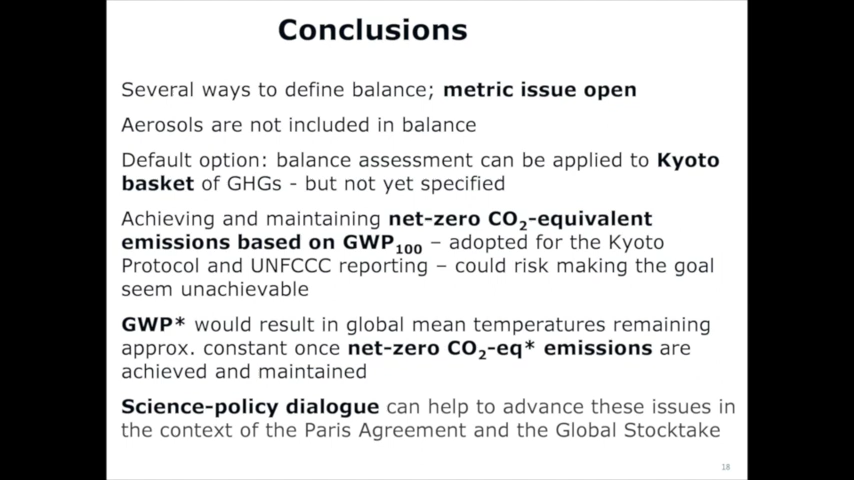 Conclusions
Several ways to define balance; metric issue open
Aerosols are not included in balance
Default option: balance assessment can be applied to Kyoto
basket of GHGs - but not yet specified
Achieving and maintaining net-zero CO₂-equivalent
emissions based on GWP₁₀₀ – adopted for the Kyoto
Protocol and UNFCCC reporting – could risk making the goal
seem unachievable
GWP* would result in global mean temperatures remaining
approx. constant once net-zero CO₂-eq* emissions are
achieved and maintained
Science-policy dialogue can help to advance these issues in
the context of the Paris Agreement and the Global Stocktake
18